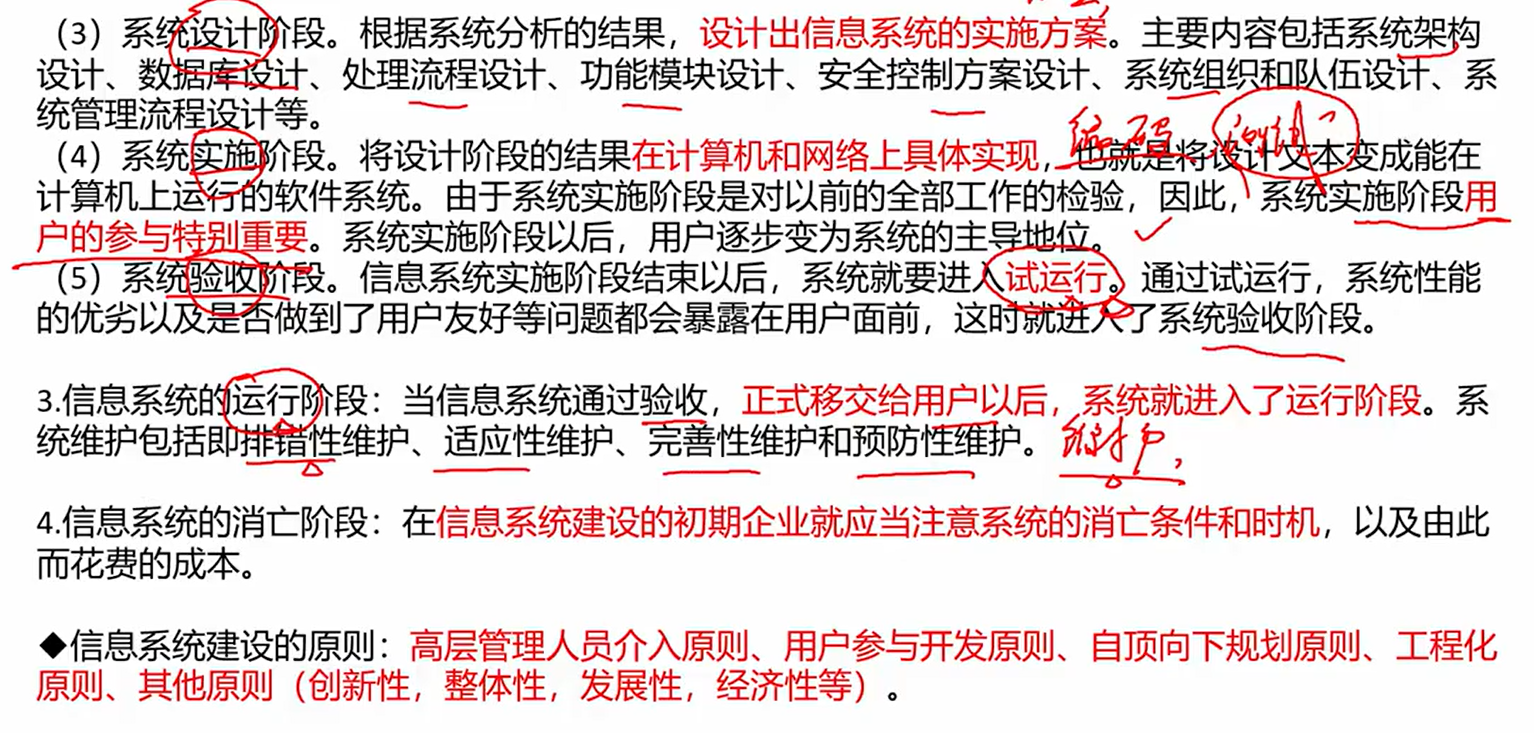 （3）系统设计阶段。根据系统分析的结果，设计出信息系统的实施方案。主要内容包括系统架构
设计、数据库设计、处理流程设计、功能模块设计、安全控制方案设计、系统组织和队伍设计、系
统管理流程设计等。
编码
（4）系统实施阶段。将设计阶段的结果在计算机和网络上具体实现，也就是将设计文本变成能在
计算机上运行的软件系统。由于系统实施阶段是对以前的全部工作的检验，因此，系统实施阶段用
户的参与特别重要。系统实施阶段以后，用户逐步变为系统的主导地位。
（5）系统验收阶段。信息系统实施阶段结束以后，系统就要进入试运行。通过试运行，系统性能
的优劣以及是否做到了用户友好等问题都会暴露在用户面前，这时就进入了系统验收阶段。
3.信息系统的运行阶段：当信息系统通过验收，正式移交给用户以后，系统就进入了运行阶段。系
统维护包括即排错性维护、适应性维护、完善性维护和预防性维护。维护
4.信息系统的消亡阶段：在信息系统建设的初期企业就应当注意系统的消亡条件和时机，以及由此
而花费的成本。
◆信息系统建设的原则：高层管理人员介入原则、用户参与开发原则、自顶向下规划原则、工程化
原则、其他原则（创新性，整体性，发展性，经济性等）。